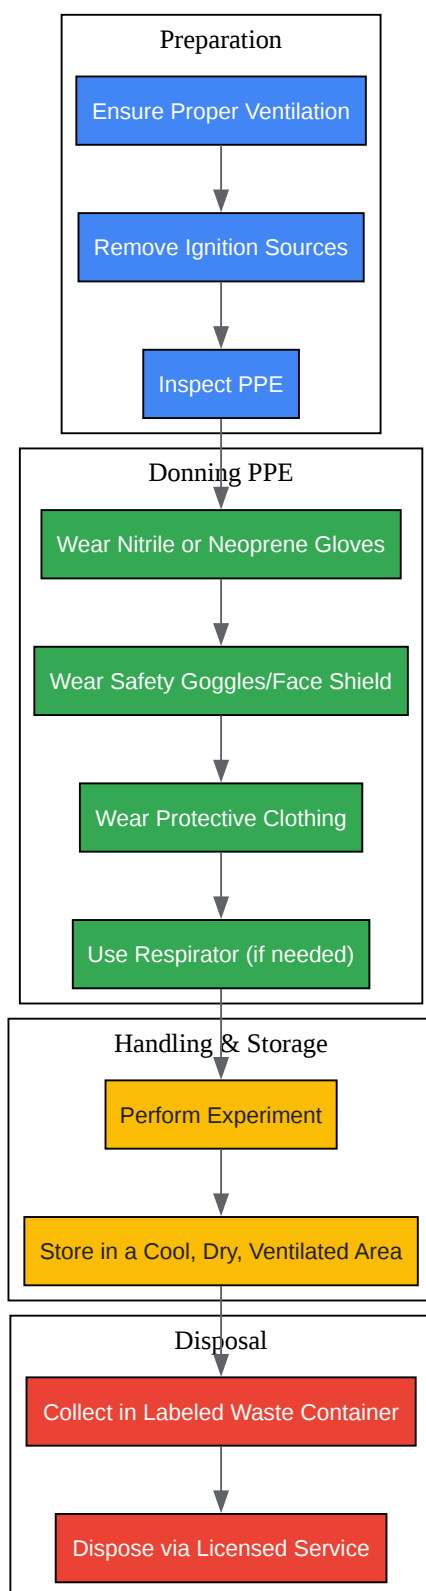 Preparation
Ensure Proper Ventilation
Remove Ignition Sources
Inspect PPE
Donning PPE
Wear Nitrile or Neoprene Gloves
Wear Safety Goggles/Face Shield
Wear Protective Clothing
Use Respirator (if needed)
Handling & Storage
Perform Experiment
Store in a Cool, Dry, Ventilated Area
Disposal
Collect in Labeled Waste Container
Dispose via Licensed Service